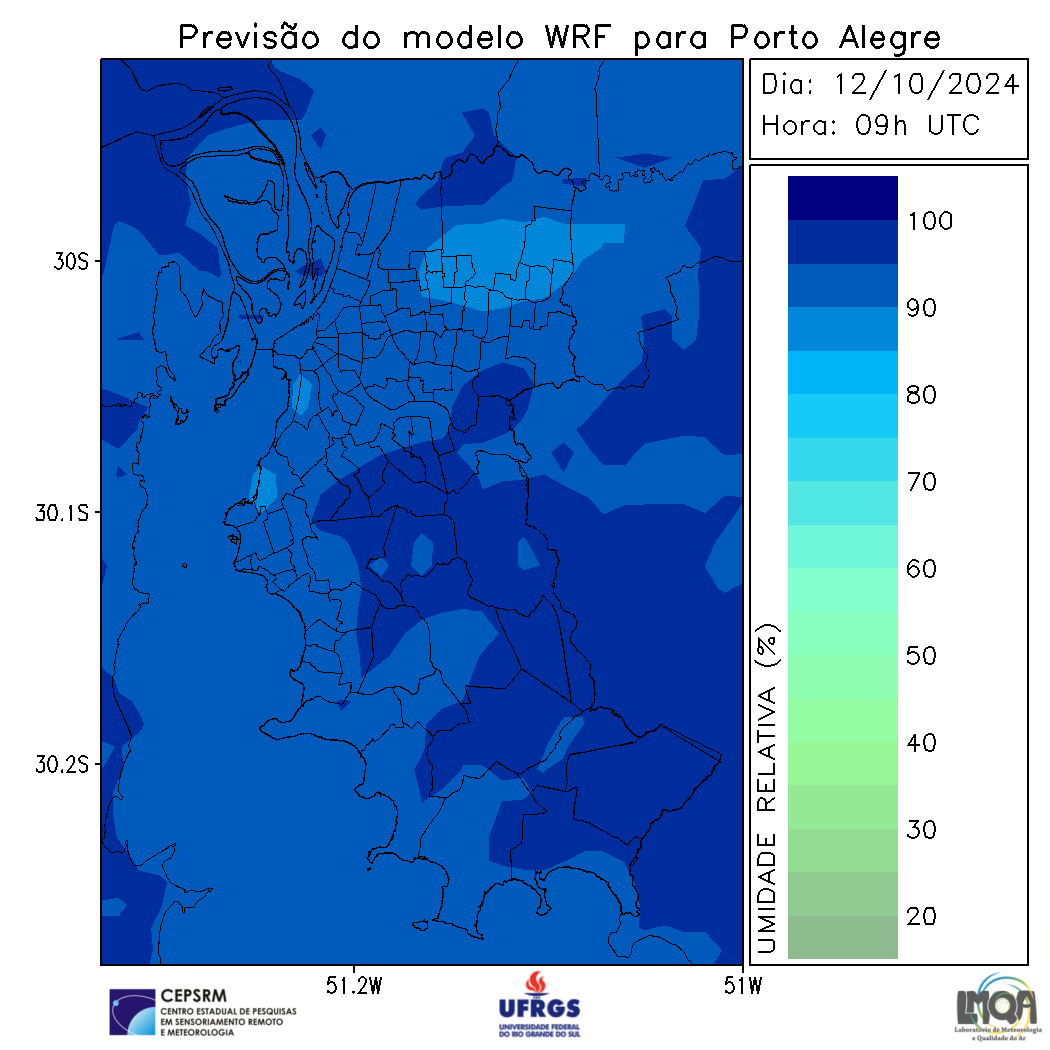 Previsão do modelo WRF para Porto Alegre
Dia: 12/10/2024
Hora: 09h UTC
30S
30.1S
30.2S
51.2W
51W
UMIDADE RELATIVA (%)
100
90
80
70
60
50
40
30
20
CEPSRM
CENTRO ESTADUAL DE PESQUISAS
EM SENSORIAMENTO REMOTO
E METEOROLOGIA
UFRGS
UNIVERSIDADE FEDERAL
DO RIO GRANDE DO SUL
LMQA
Laboratório de Meteorologia
e Qualidade do Ar